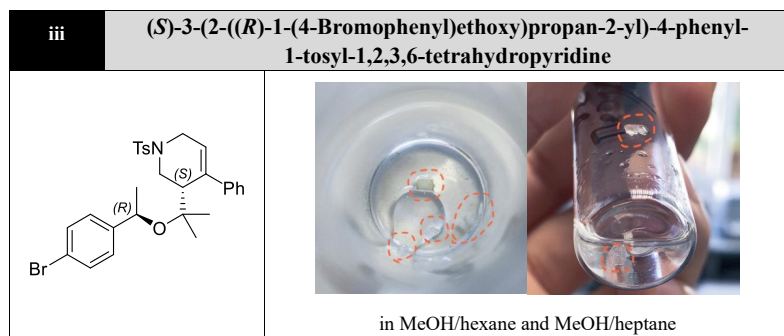 iii
(S)-3-(2-((R)-1-(4-Bromophenyl)ethoxy)propan-2-yl)-4-phenyl-
1-tosyl-1,2,3,6-tetrahydropyridine
TsN
(S)
Ph
(R)
O
Br
in MeOH/hexane and MeOH/heptane